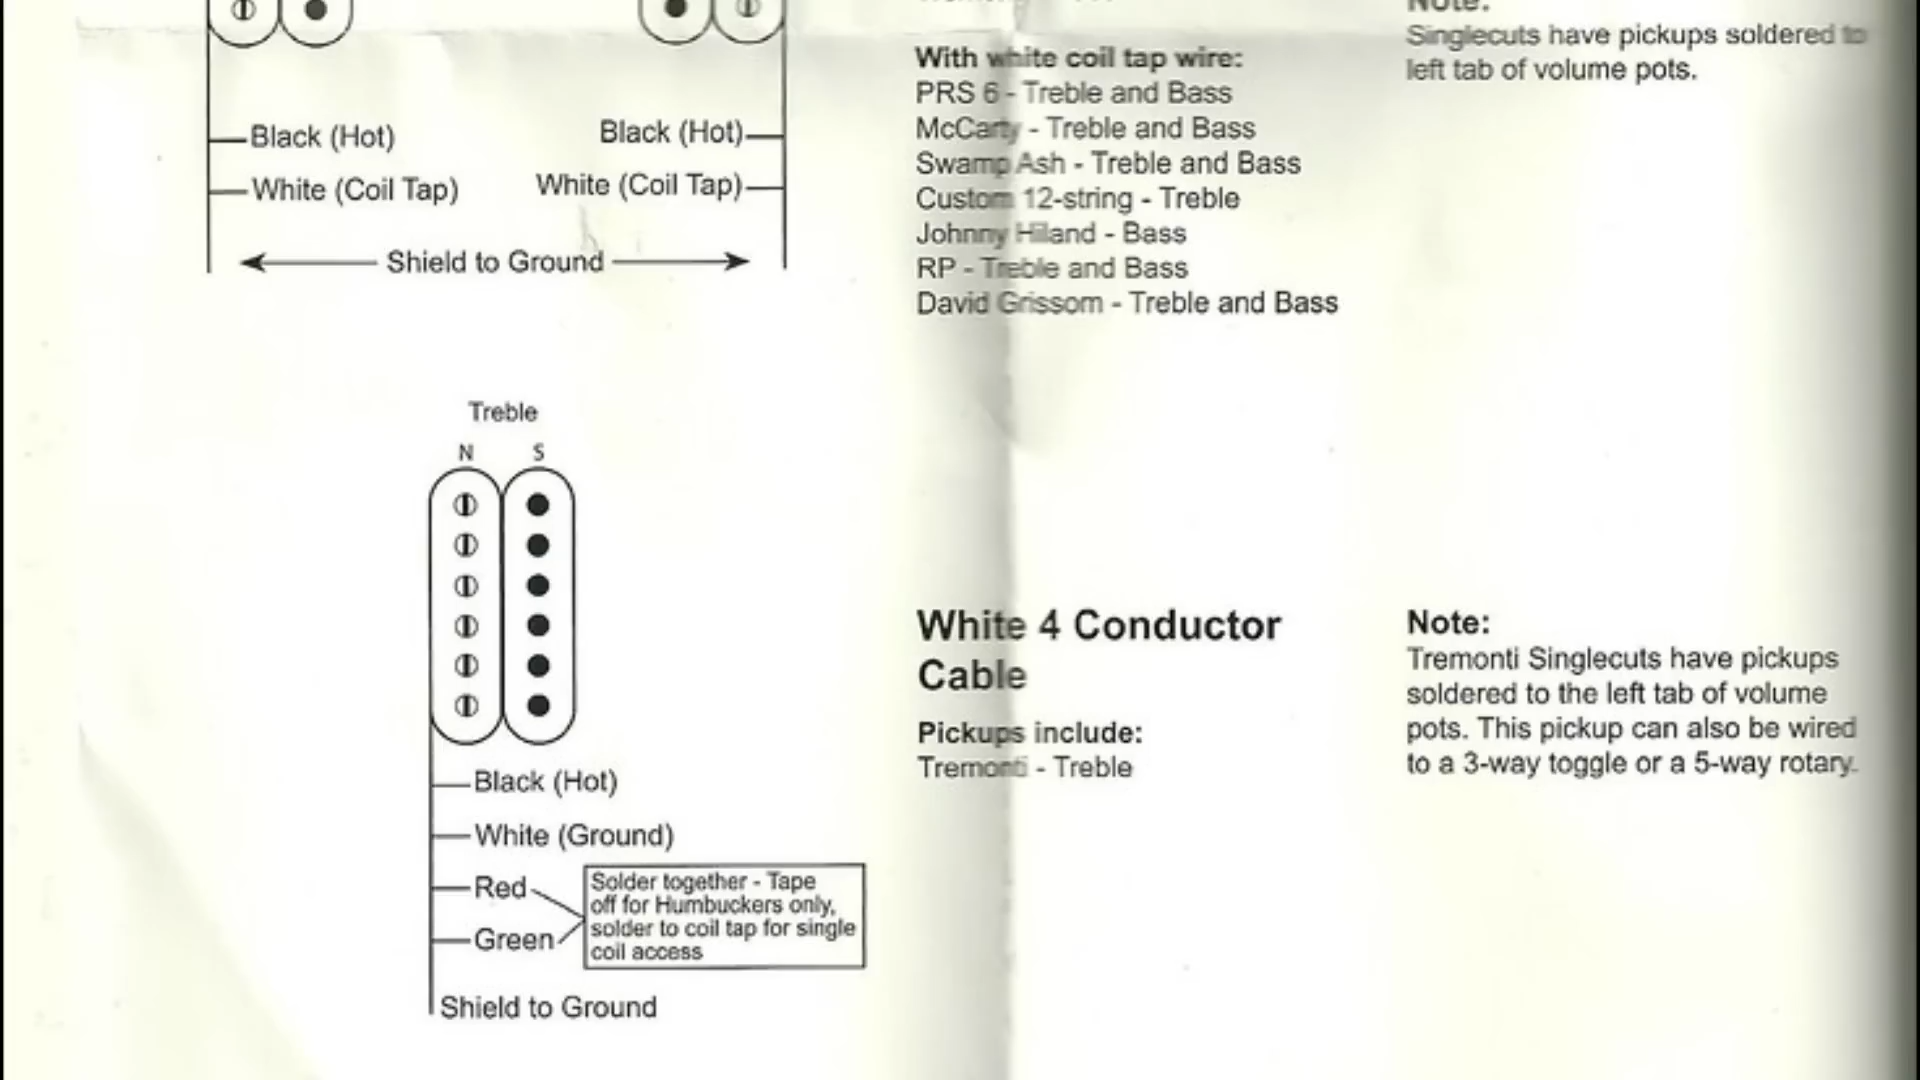 Black (Hot)
White (Coil Tap)
Black (Hot)
White (Coil Tap)
Shield to Ground
With white coil tap wire:
PRS 6 - Treble and Bass
McCarty - Treble and Bass
Swamp Ash - Treble and Bass
Custom 12-string - Treble
Johnny Hiland - Bass
RP - Treble and Bass
David Grissom - Treble and Bass
Note:
Singlecuts have pickups soldered to
left tab of volume pots.
Treble
N S
Black (Hot)
White (Ground)
Red
Green
Solder together - Tape
off for Humbuckers only,
solder to coil tap for single
coil access
Shield to Ground
White 4 Conductor
Cable
Pickups include:
Tremonti - Treble
Note:
Tremonti Singlecuts have pickups
soldered to the left tab of volume
pots. This pickup can also be wired
to a 3-way toggle or a 5-way rotary.